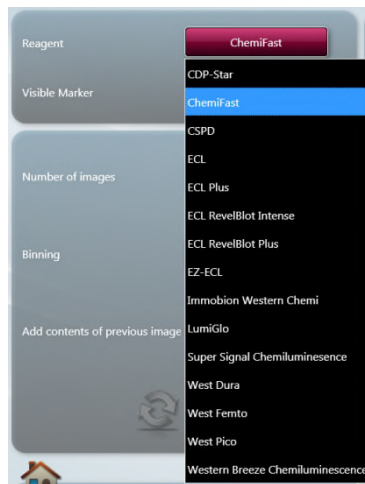 Reagent
ChemiFast
CDP-Star
Visible Marker
ChemiFast
CSPD
Number of images
ECL
ECL Plus
ECL RevelBlot Intense
ECL RevelBlot Plus
Binning
EZ-ECL
Immobion Western Chemi
Add contents of previous image
LumiGlo
Super Signal Chemiluminesence
West Dura
West Femto
West Pico
Western Breeze Chemiluminescence